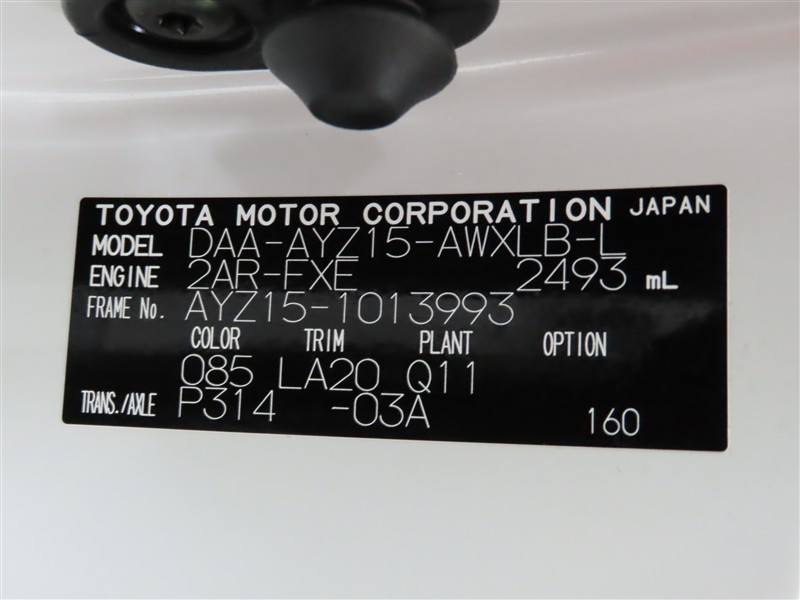 TOYOTA MOTOR CORPORATION JAPAN
MODEL DAA-AYZ15-AWXLB-L
ENGINE 2AR-FXE 2493 mL
FRAME No. AYZ15-1013993
COLOR TRIM PLANT OPTION
085 LA20 Q11
TRANS./AXLE P314 -03A 160